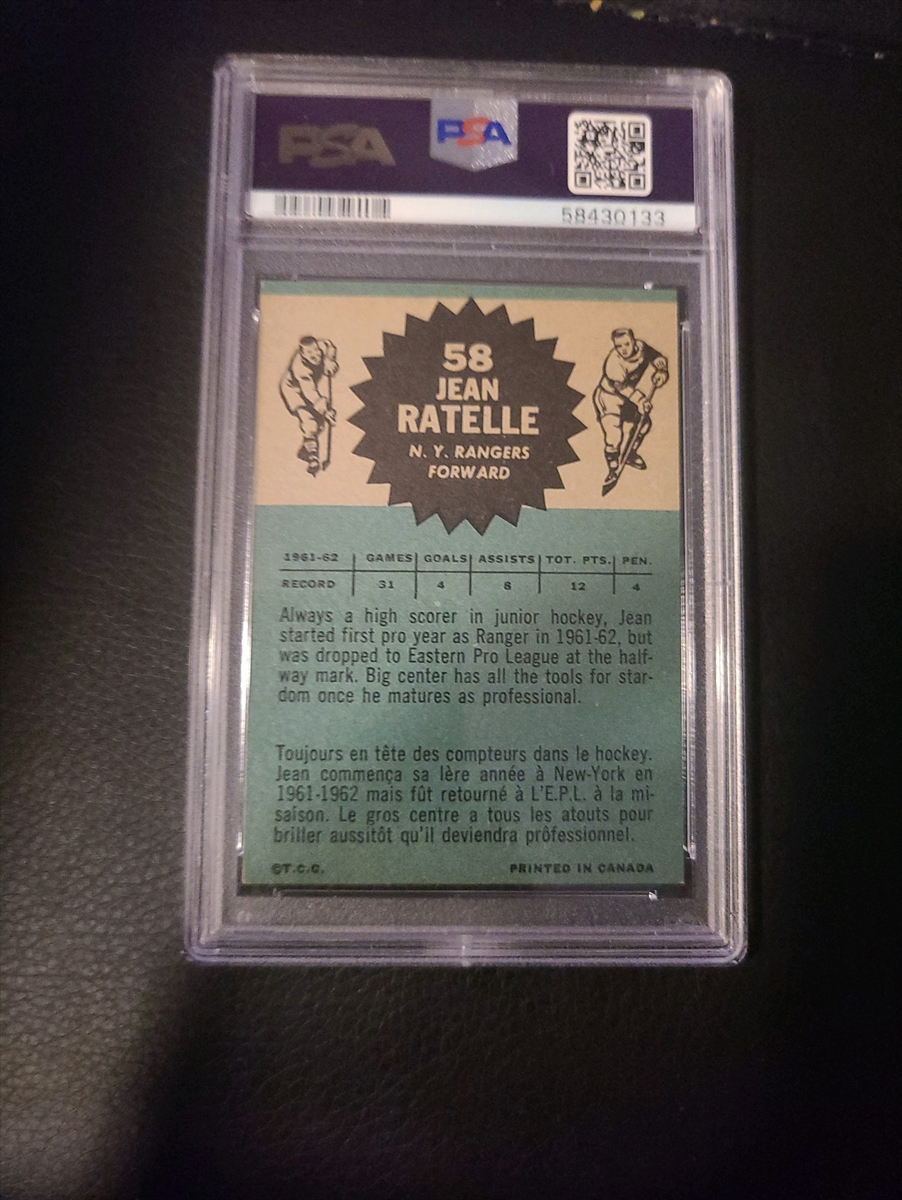 PSA PSA
58430133
58
JEAN
RATELLE
N. Y. RANGERS
FORWARD
1961-62 GAMES GOALS ASSISTS TOT. PTS. PEN.
RECORD 31 4 8 12 4
Always a high scorer in junior hockey, Jean
started first pro year as Ranger in 1961-62, but
was dropped to Eastern Pro League at the half-
way mark. Big center has all the tools for star-
dom once he matures as professional.
Toujours en tête des compteurs dans le hockey.
Jean commença sa lère année à New-York en
1961-1962 mais fût retourné à L'E.P.L. à la mi-
saison. Le gros centre a tous les atouts pour
briller aussitôt qu'il deviendra prôfessionnel.
©T.C.G. PRINTED IN CANADA